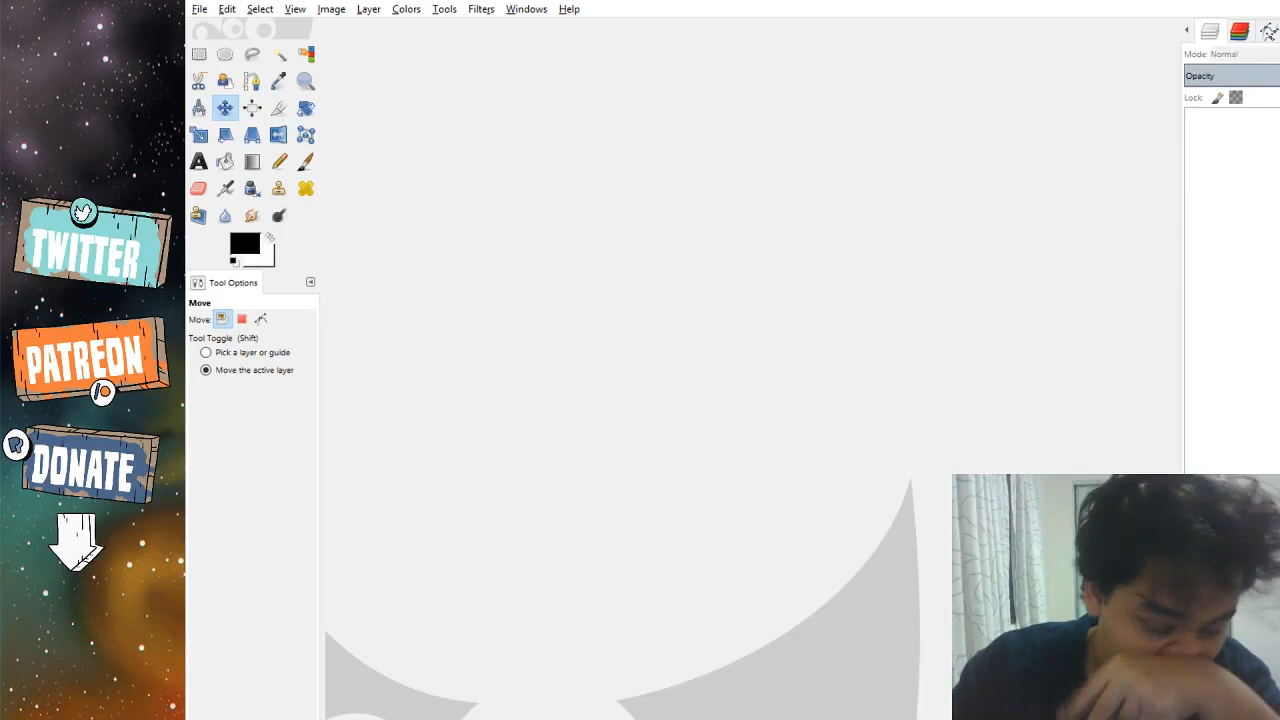 File Edit Select View Image Layer Colors Tools Filters Windows Help
Mode: Normal
Opacity
Lock:
TWITTER
PATREON
DONATE
Tool Options
Move
Move:
Tool Toggle (Shift)
Pick a layer or guide
Move the active layer